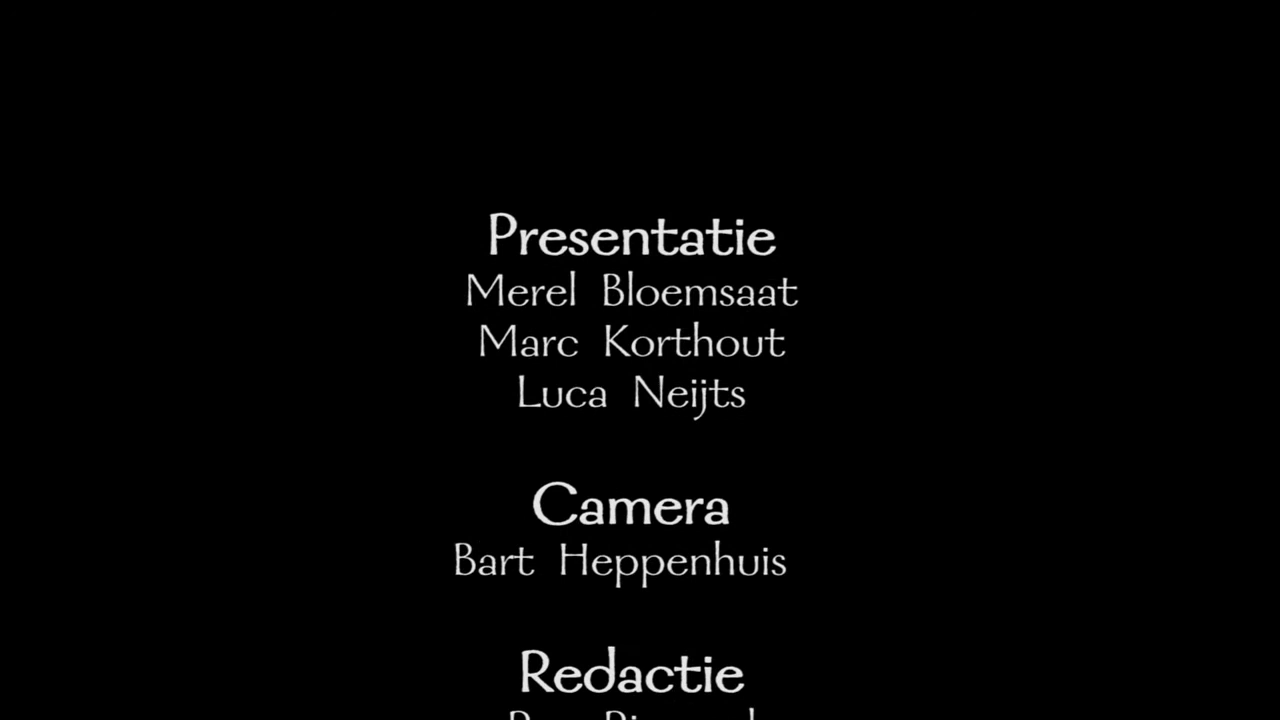 Presentatie
Merel Bloemsaat
Marc Korthout
Luca Neijts
Camera
Bart Heppenhuis
Redactie